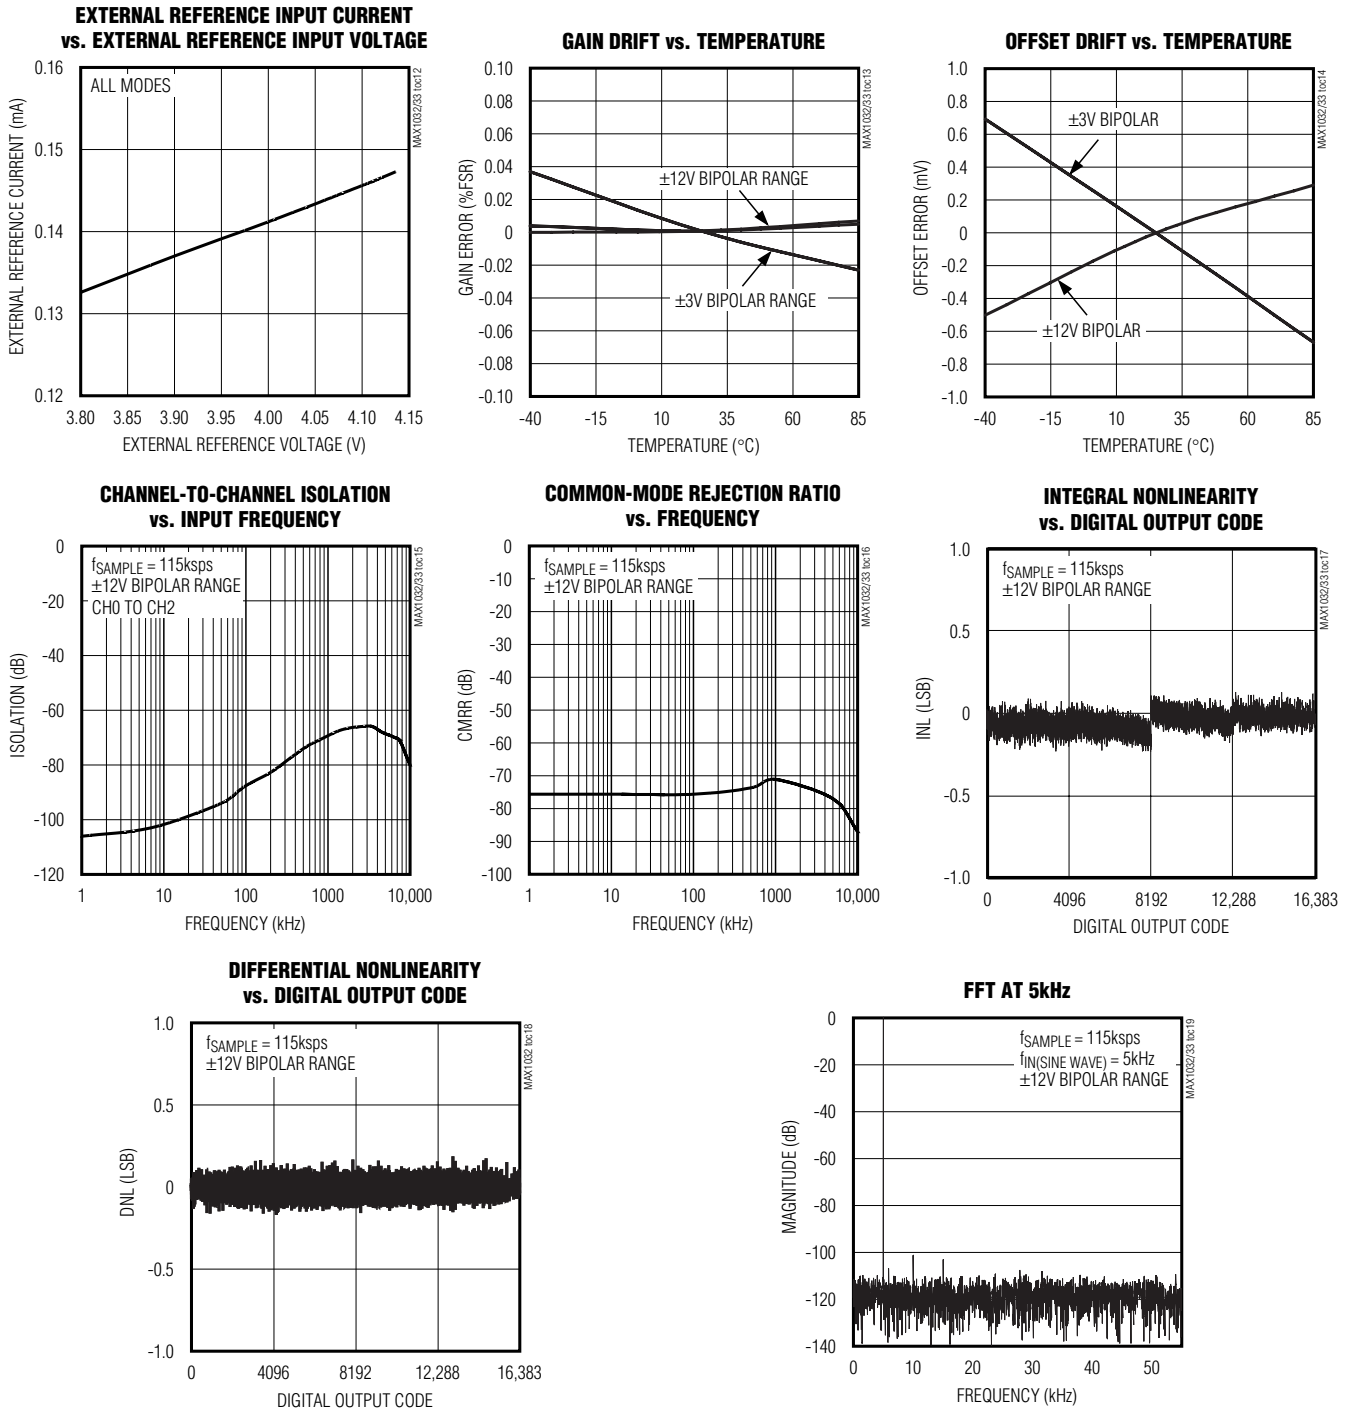 EXTERNAL REFERENCE INPUT CURRENT
vs. EXTERNAL REFERENCE INPUT VOLTAGE
ALL MODES
MAX1032/33 toc12
EXTERNAL REFERENCE CURRENT (mA)
0.16
0.15
0.14
0.13
0.12
3.80 3.85 3.90 3.95 4.00 4.05 4.10 4.15
EXTERNAL REFERENCE VOLTAGE (V)
GAIN DRIFT vs. TEMPERATURE
MAX1032/33 toc13
GAIN ERROR (%FSR)
0.10
0.08
0.06
0.04
0.02
0
-0.02
-0.04
-0.06
-0.08
-0.10
±12V BIPOLAR RANGE
±3V BIPOLAR RANGE
-40 -15 10 35 60 85
TEMPERATURE (°C)
OFFSET DRIFT vs. TEMPERATURE
MAX1032/33 toc14
OFFSET ERROR (mV)
1.0
0.8
0.6
0.4
0.2
0
-0.2
-0.4
-0.6
-0.8
-1.0
±3V BIPOLAR
±12V BIPOLAR
-40 -15 10 35 60 85
TEMPERATURE (°C)
CHANNEL-TO-CHANNEL ISOLATION
vs. INPUT FREQUENCY
fSAMPLE = 115ksps
±12V BIPOLAR RANGE
CH0 TO CH2
MAX1032/33 toc15
ISOLATION (dB)
0
-20
-40
-60
-80
-100
-120
1 10 100 1000 10,000
FREQUENCY (kHz)
COMMON-MODE REJECTION RATIO
vs. FREQUENCY
fSAMPLE = 115ksps
±12V BIPOLAR RANGE
MAX1032/33 toc16
CMRR (dB)
0
-10
-20
-30
-40
-50
-60
-70
-80
-90
-100
1 10 100 1000 10,000
FREQUENCY (kHz)
INTEGRAL NONLINEARITY
vs. DIGITAL OUTPUT CODE
fSAMPLE = 115ksps
±12V BIPOLAR RANGE
MAX1032/33 toc17
INL (LSB)
1.0
0.5
0
-0.5
-1.0
0 4096 8192 12,288 16,383
DIGITAL OUTPUT CODE
DIFFERENTIAL NONLINEARITY
vs. DIGITAL OUTPUT CODE
fSAMPLE = 115ksps
±12V BIPOLAR RANGE
MAX1032 toc18
DNL (LSB)
1.0
0.5
0
-0.5
-1.0
0 4096 8192 12,288 16,383
DIGITAL OUTPUT CODE
FFT AT 5kHz
fSAMPLE = 115ksps
fIN(SINE WAVE) = 5kHz
±12V BIPOLAR RANGE
MAX1032/33 toc19
MAGNITUDE (dB)
0
-20
-40
-60
-80
-100
-120
-140
0 10 20 30 40 50
FREQUENCY (kHz)